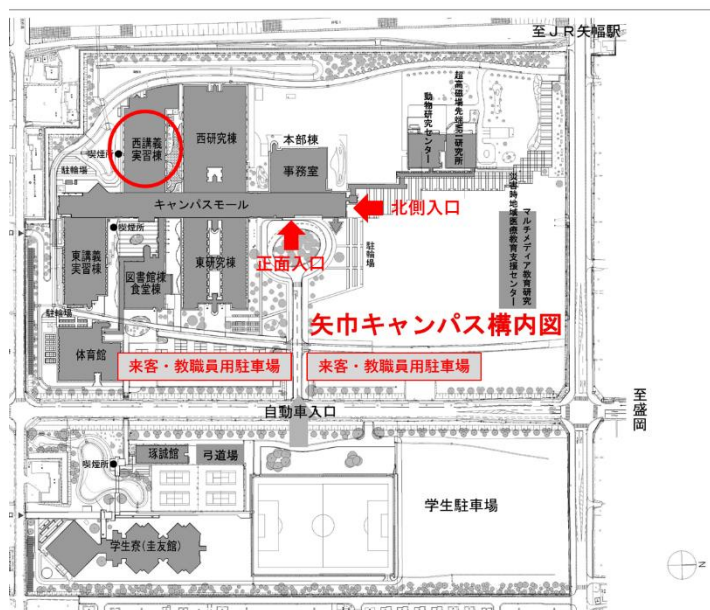 至ＪＲ矢幅駅
西講義
実習棟
喫煙所
駐輪場
西研究棟
本部棟
事務室
動物研究センター
超高磁場先端MRI研究所
キャンパスモール
北側入口
正面入口
喫煙所
東講義
実習棟
図書館棟
食堂棟
東研究棟
駐輪場
災害時地域医療教育支援センター
マルチメディア教育研究
矢巾キャンパス構内図
駐輪場
体育館
来客・教職員用駐車場
来客・教職員用駐車場
自動車入口
至盛岡
喫煙所
琢誠館
弓道場
学生駐車場
学生寮(圭友館)
N